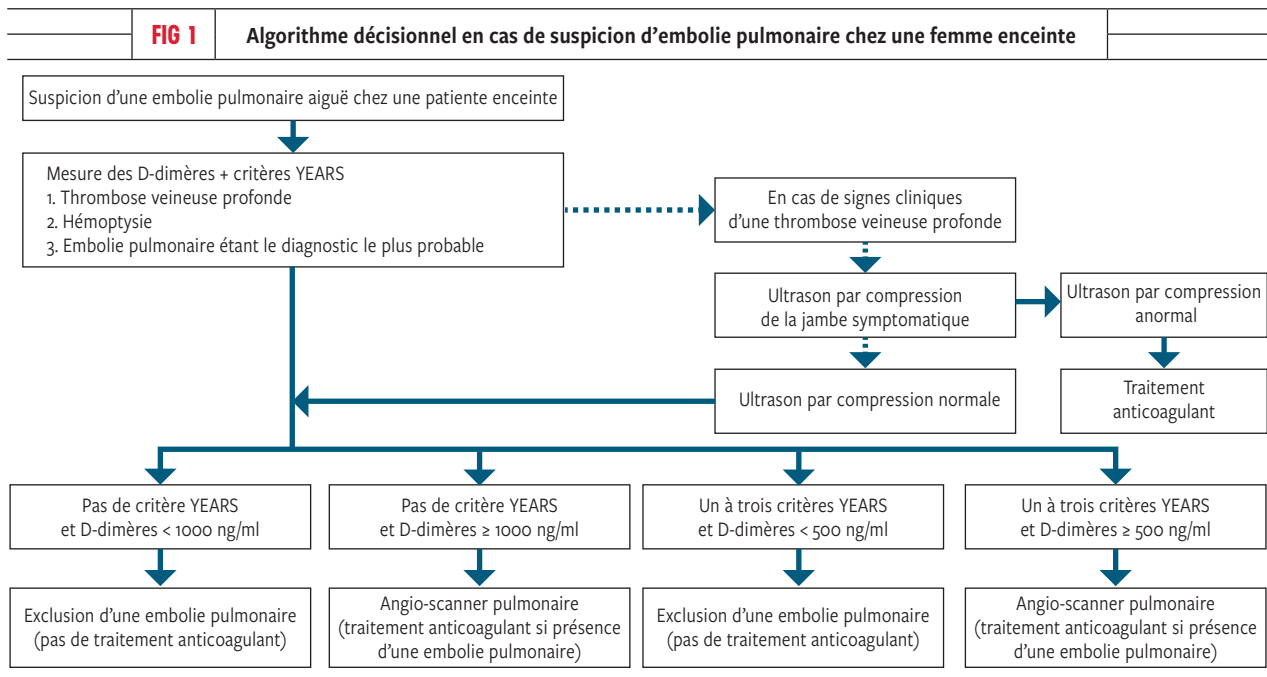 FIG 1
Algorithme décisionnel en cas de suspicion d’embolie pulmonaire chez une femme enceinte
Suspicion d’une embolie pulmonaire aiguë chez une patiente enceinte
Mesure des D-dimères + critères YEARS
1. Thrombose veineuse profonde
2. Hémoptysie
3. Embolie pulmonaire étant le diagnostic le plus probable
En cas de signes cliniques
d’une thrombose veineuse profonde
Ultrason par compression
de la jambe symptomatique
Ultrason par compression
anormal
Ultrason par compression normale
Traitement
anticoagulant
Pas de critère YEARS
et D-dimères < 1000 ng/ml
Pas de critère YEARS
et D-dimères ≥ 1000 ng/ml
Un à trois critères YEARS
et D-dimères < 500 ng/ml
Un à trois critères YEARS
et D-dimères ≥ 500 ng/ml
Exclusion d’une embolie pulmonaire
(pas de traitement anticoagulant)
Angio-scanner pulmonaire
(traitement anticoagulant si présence
d’une embolie pulmonaire)
Exclusion d’une embolie pulmonaire
(pas de traitement anticoagulant)
Angio-scanner pulmonaire
(traitement anticoagulant si présence
d’une embolie pulmonaire)